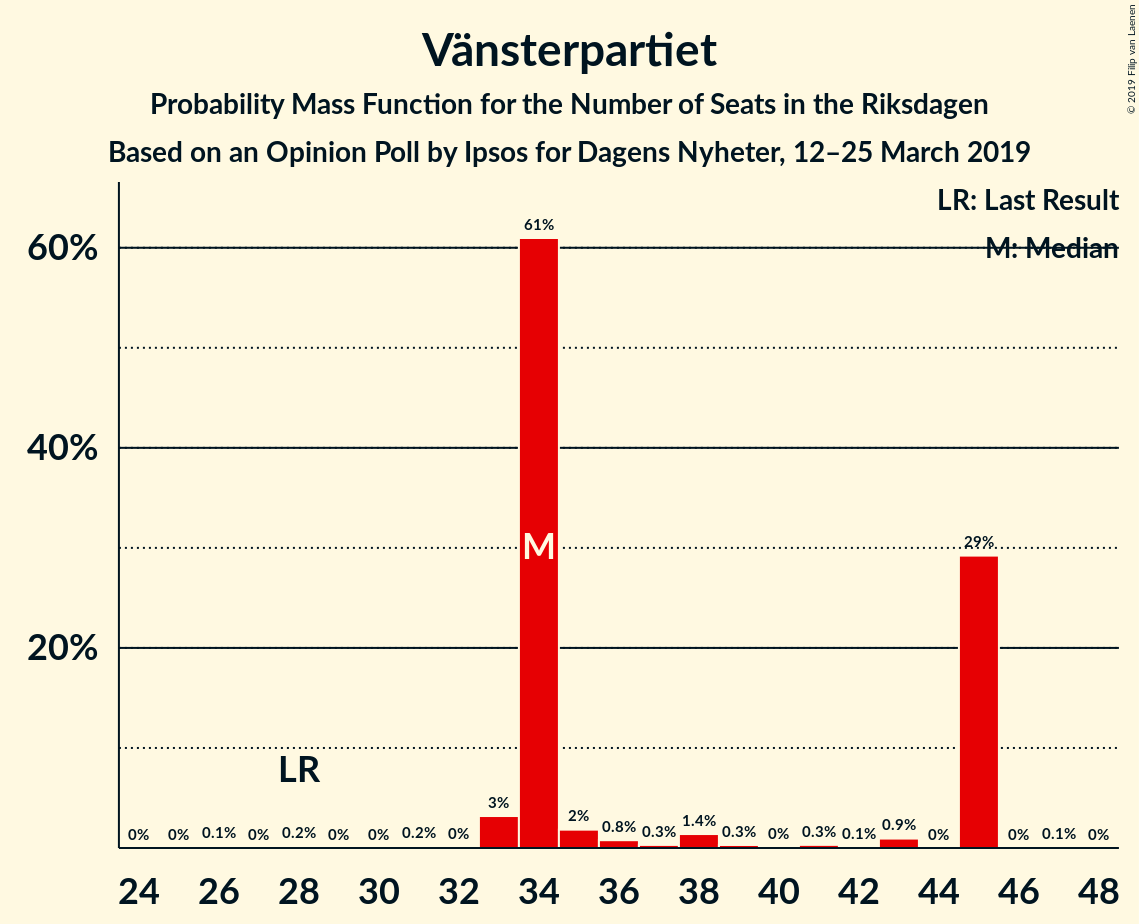 Vänsterpartiet
Probability Mass Function for the Number of Seats in the Riksdagen
Based on an Opinion Poll by Ipsos for Dagens Nyheter, 12–25 March 2019
© 2019 Filip van Laenen
LR: Last Result
M: Median
60%
40%
20%
61%
M
29%
LR
0% 0% 0.1% 0% 0.2% 0% 0% 0.2% 0% 3% 2% 0.8% 0.3% 1.4% 0.3% 0% 0.3% 0.1% 0.9% 0% 0% 0.1% 0%
24 26 28 30 32 34 36 38 40 42 44 46 48